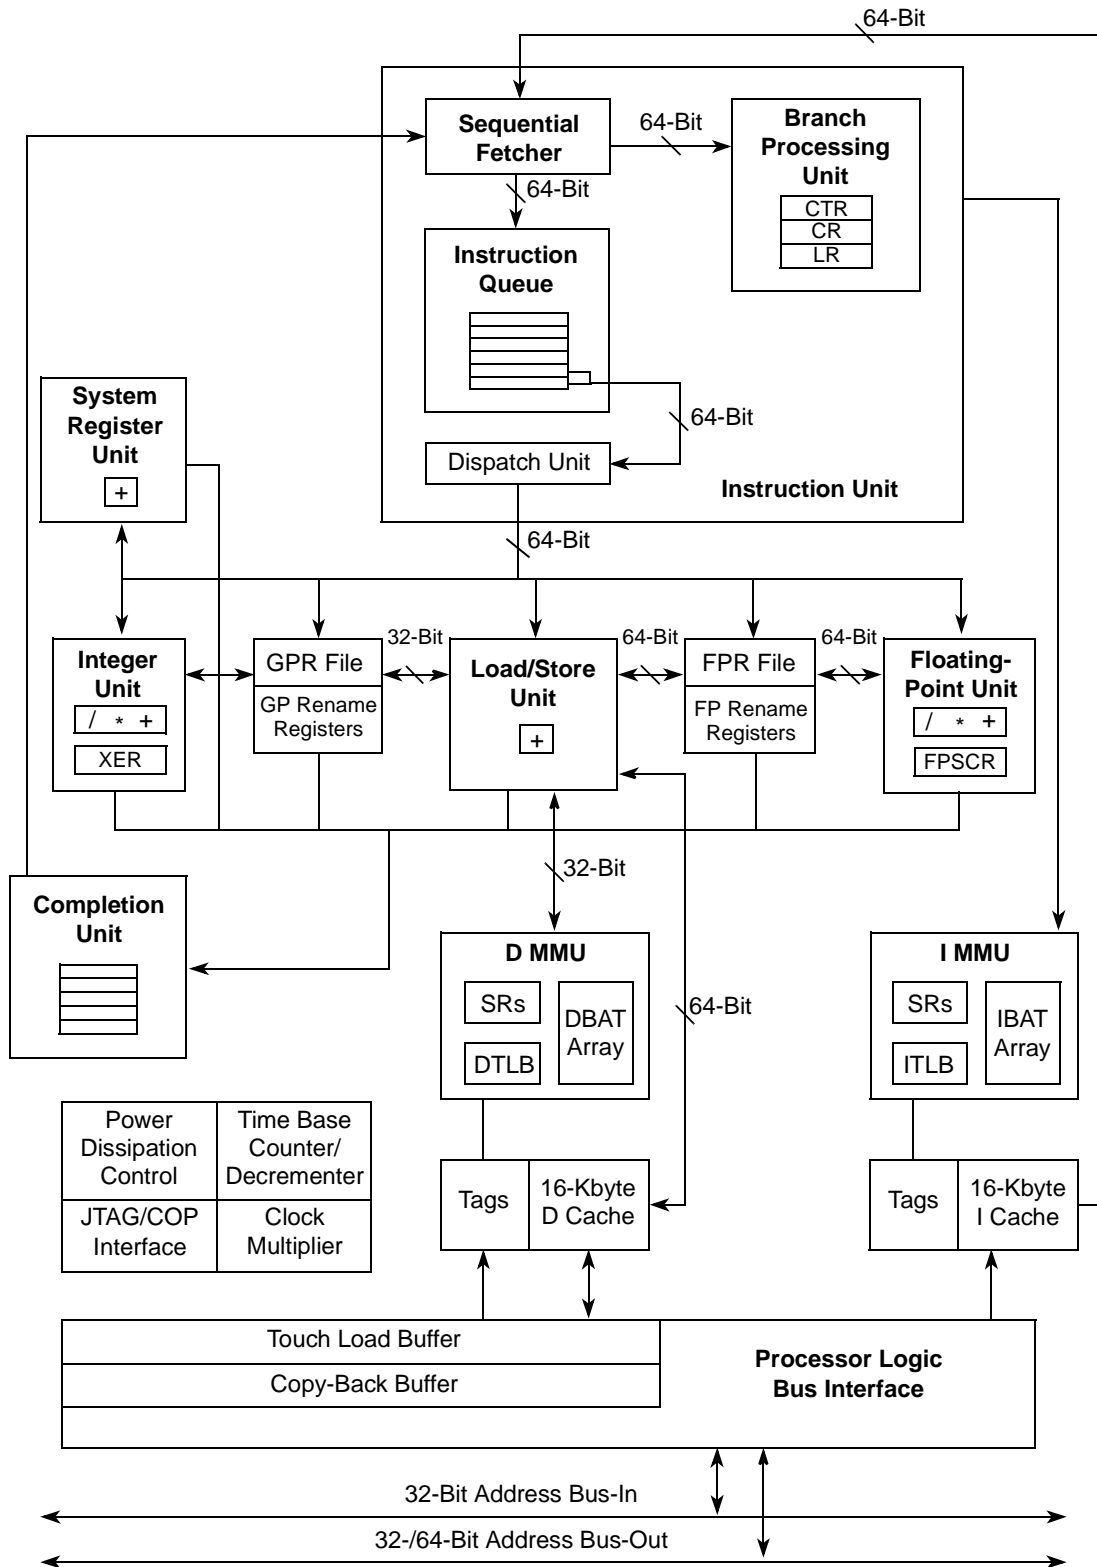 64-Bit
Sequential
Fetcher
64-Bit
Branch
Processing
Unit
CTR
CR
LR
64-Bit
Instruction
Queue
System
Register
Unit
+
64-Bit
Dispatch Unit
Instruction Unit
64-Bit
Integer
Unit
/ * +
XER
GPR File
GP Rename
Registers
32-Bit
Load/Store
Unit
+
64-Bit
FPR File
FP Rename
Registers
64-Bit
Floating-
Point Unit
/ * +
FPSCR
32-Bit
Completion
Unit
D MMU
SRs
DTLB
DBAT
Array
64-Bit
I MMU
SRs
ITLB
IBAT
Array
Power
Dissipation
Control
Time Base
Counter/
Decrementer
JTAG/COP
Interface
Clock
Multiplier
Tags
16-Kbyte
D Cache
Tags
16-Kbyte
I Cache
Touch Load Buffer
Copy-Back Buffer
Processor Logic
Bus Interface
32-Bit Address Bus-In
32-/64-Bit Address Bus-Out